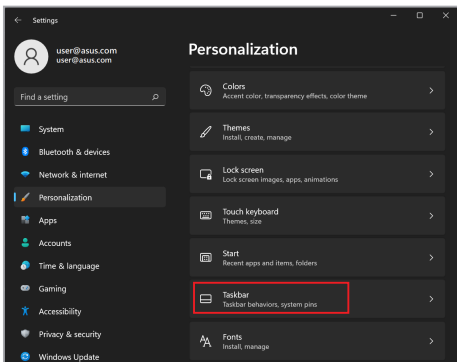 Settings
user@asus.com
user@asus.com
Find a setting
System
Bluetooth & devices
Network & internet
Personalization
Apps
Accounts
Time & language
Gaming
Accessibility
Privacy & security
Windows Update
Personalization
Colors
Accent color, transparency effects, color theme
Themes
Install, create, manage
Lock screen
Lock screen images, apps, animations
Touch keyboard
Themes, size
Start
Recent apps and items, folders
Taskbar
Taskbar behaviors, system pins
Fonts
Install, manage